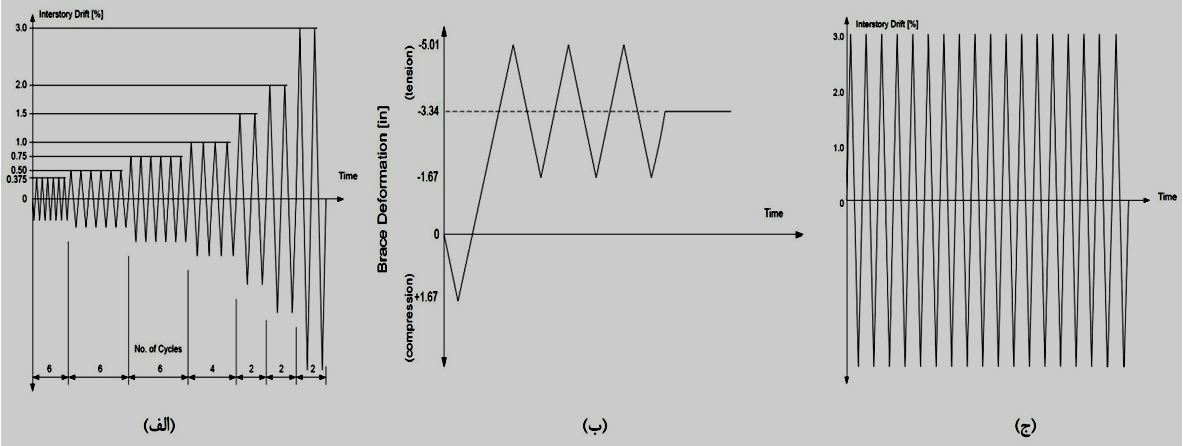 Interstory Drift [%]
3.0
2.0
1.5
1.0
0.75
0.50
0.375
0
Time
No. of Cycles
6 6 6 4 2 2 2
(الف)
Brace Deformation [in]
(tension)
(compression)
-5.01
-3.34
-1.67
0
+1.67
Time
(ب)
Interstory Drift [%]
3.0
2.0
1.0
0
Time
(ج)